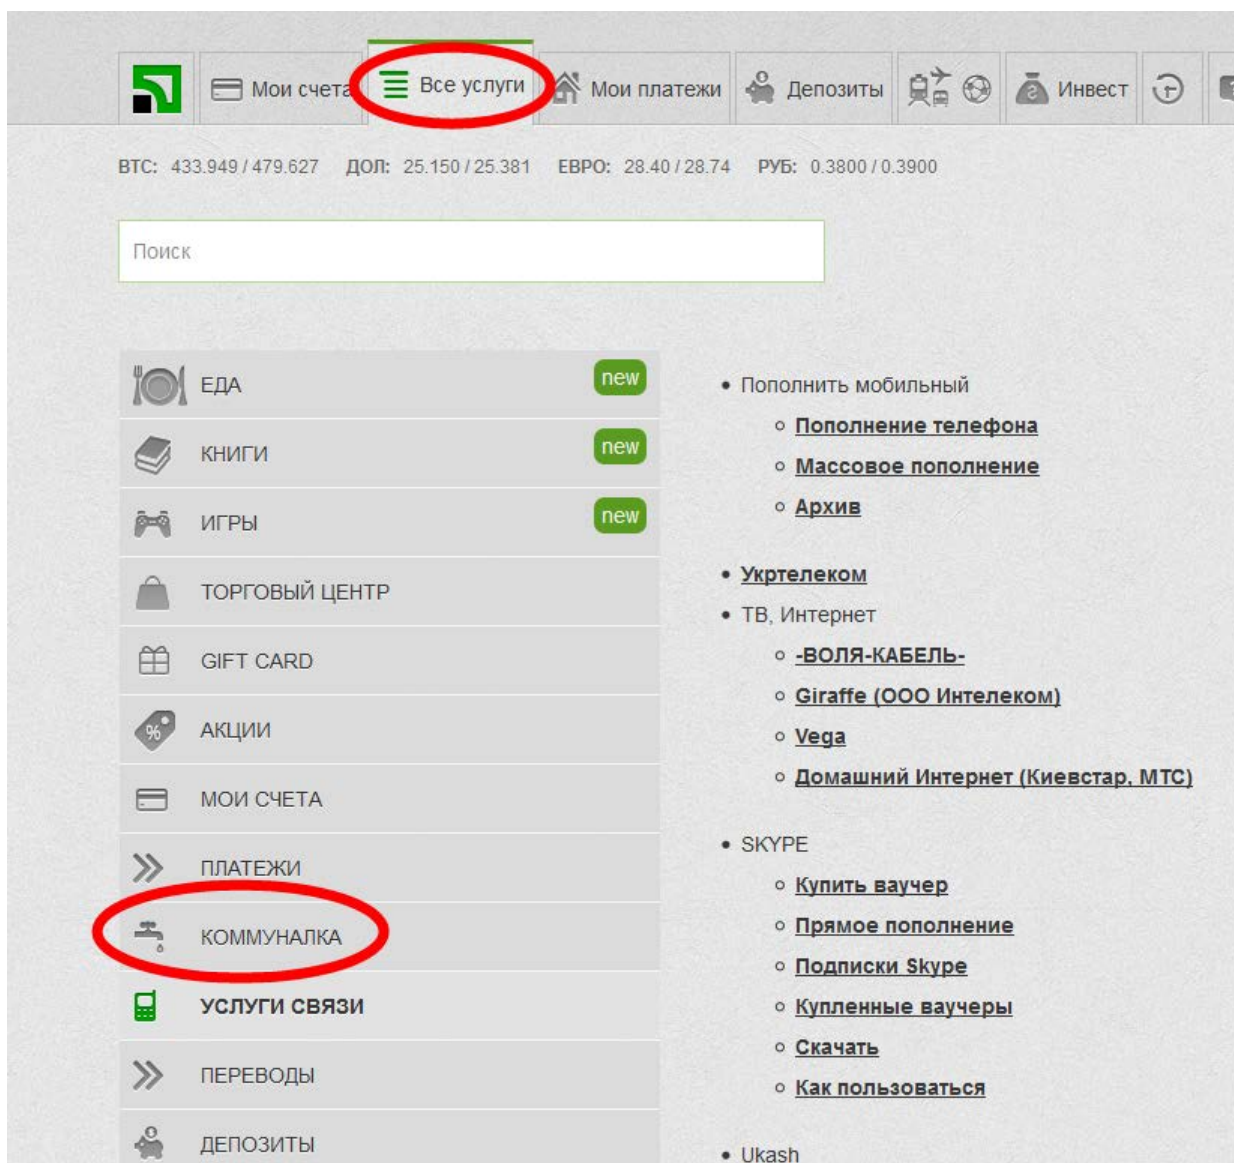 Мои счета Все услуги Мои платежи Депозиты Инвест
BTC: 433.949 / 479.627 ДОЛ: 25.150 / 25.381 ЕВРО: 28.40 / 28.74 РУБ: 0.3800 / 0.3900
Поиск
ЕДА new
КНИГИ new
ИГРЫ new
ТОРГОВЫЙ ЦЕНТР
GIFT CARD
АКЦИИ
МОИ СЧЕТА
ПЛАТЕЖИ
КОММУНАЛКА
УСЛУГИ СВЯЗИ
ПЕРЕВОДЫ
ДЕПОЗИТЫ
Пополнить мобильный
Пополнение телефона
Массовое пополнение
Архив
Укртелеком
ТВ, Интернет
-ВОЛЯ-КАБЕЛЬ-
Giraffe (ООО Интелеком)
Vega
Домашний Интернет (Киевстар, МТС)
SKYPE
Купить ваучер
Прямое пополнение
Подписки Skype
Купленные ваучеры
Скачать
Как пользоваться
Ukash